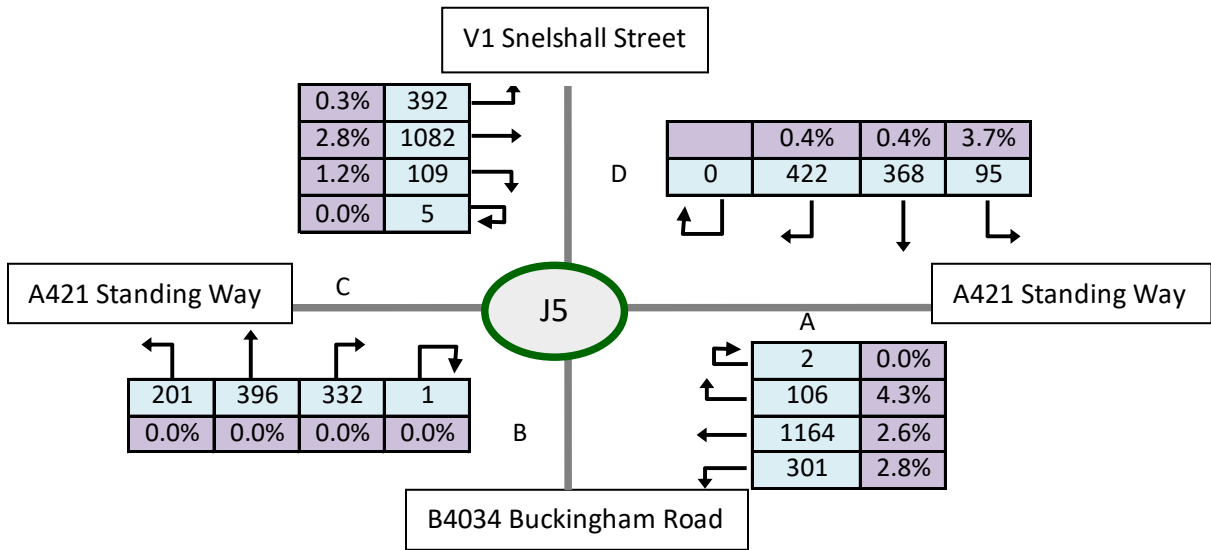 V1 Snelshall Street
0.3% 392
2.8% 1082
1.2% 109
0.0% 5
D
0.4% 0.4% 3.7%
0 422 368 95
A421 Standing Way
C
J5
A421 Standing Way
A
201 396 332 1
0.0% 0.0% 0.0% 0.0%
B
2 0.0%
106 4.3%
1164 2.6%
301 2.8%
B4034 Buckingham Road